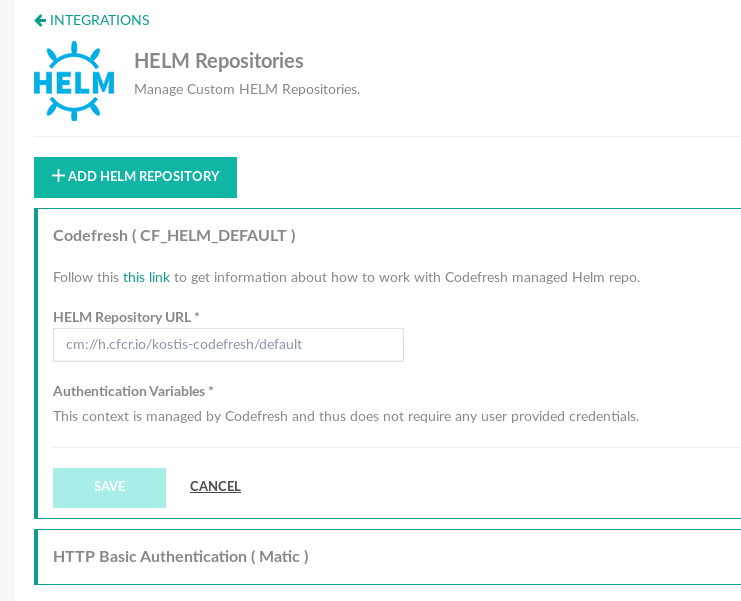 INTEGRATIONS
HELM
HELM Repositories
Manage Custom HELM Repositories.
ADD HELM REPOSITORY
Codefresh ( CF_HELM_DEFAULT )
Follow this this link to get information about how to work with Codefresh managed Helm repo.
HELM Repository URL *
cm://h.cfcr.io/kostis-codefresh/default
Authentication Variables *
This context is managed by Codefresh and thus does not require any user provided credentials.
SAVE CANCEL
HTTP Basic Authentication ( Matic )